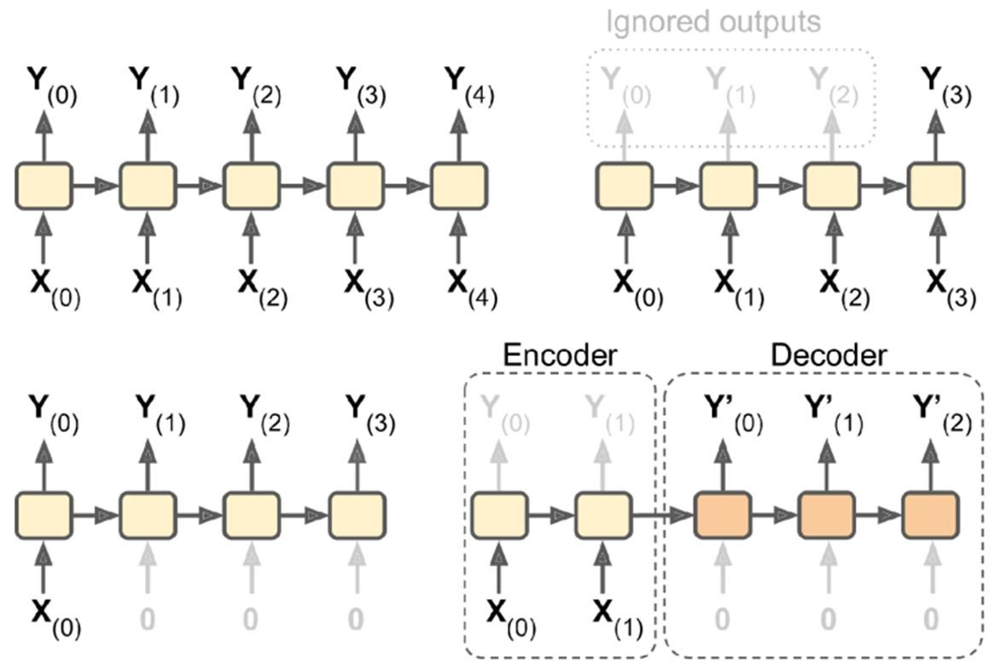 Ignored outputs
Y(0) Y(1) Y(2) Y(3) Y(4)
Y(0) Y(1) Y(2) Y(3)
X(0) X(1) X(2) X(3) X(4)
X(0) X(1) X(2) X(3)
Encoder Decoder
Y(0) Y(1) Y(2) Y(3)
Y(0) Y(1) Y’(0) Y’(1) Y’(2)
X(0) 0 0 0
X(0) X(1) 0 0 0